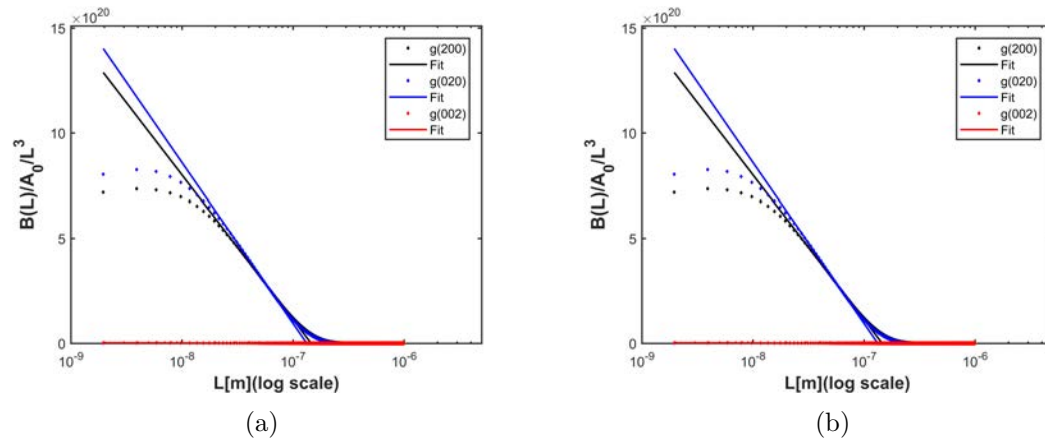 ×10^20
15
10
5
0
B(L)/A_0/L^3
10^-9
10^-8
10^-7
10^-6
L[m](log scale)
g(200)
Fit
g(020)
Fit
g(002)
Fit
(a)
×10^20
15
10
5
0
B(L)/A_0/L^3
10^-9
10^-8
10^-7
10^-6
L[m](log scale)
g(200)
Fit
g(020)
Fit
g(002)
Fit
(b)